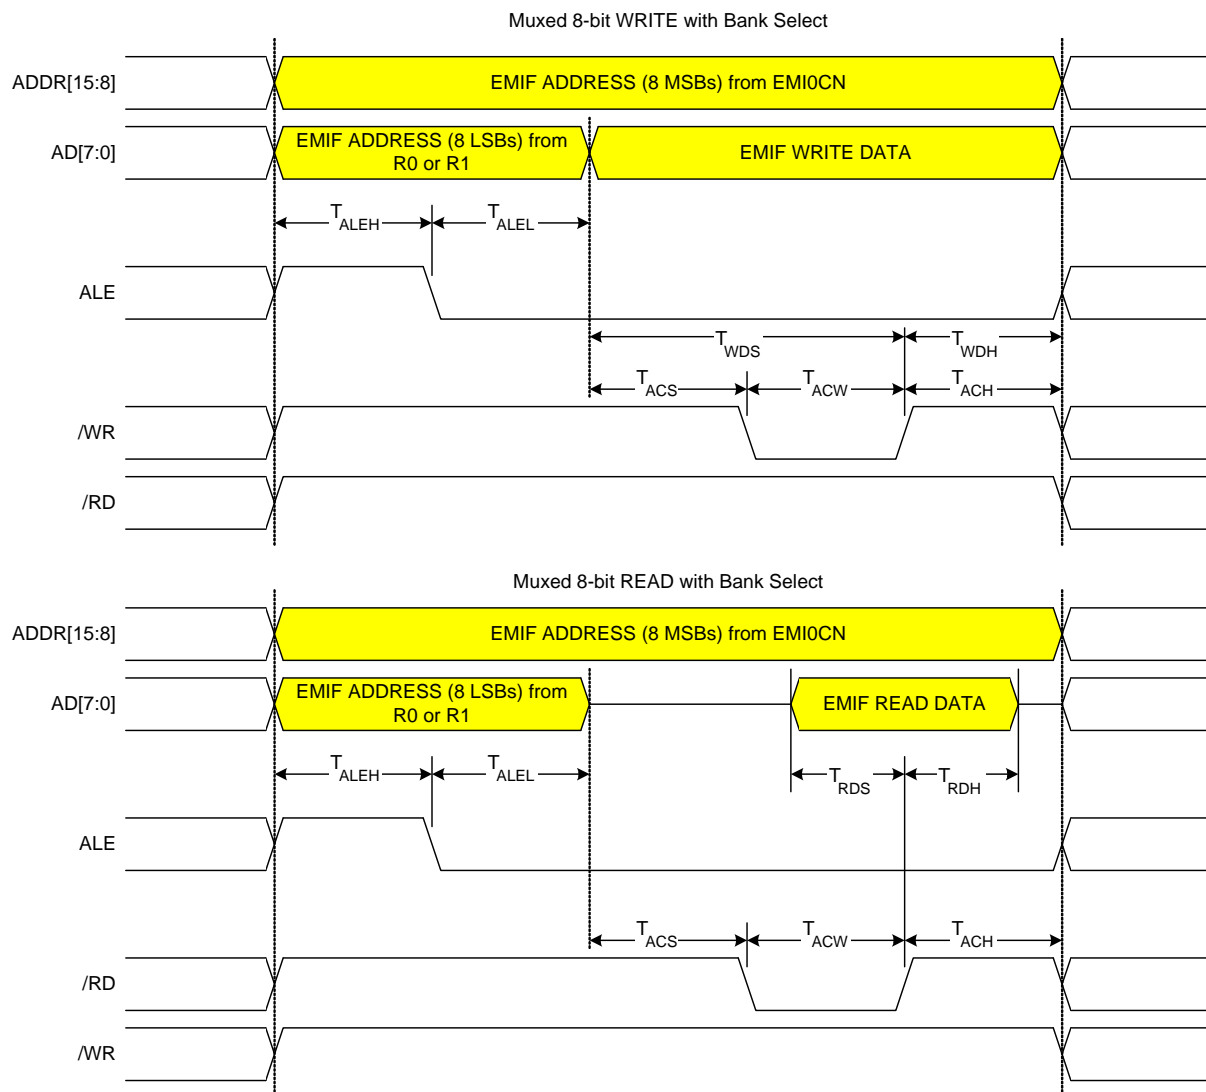 Muxed 8-bit WRITE with Bank Select
ADDR[15:8]
EMIF ADDRESS (8 MSBs) from EMI0CN
AD[7:0]
EMIF ADDRESS (8 LSBs) from
R0 or R1
EMIF WRITE DATA
TALEH
TALEL
ALE
TWDS
TWDH
TACS
TACW
TACH
/WR
/RD
Muxed 8-bit READ with Bank Select
ADDR[15:8]
EMIF ADDRESS (8 MSBs) from EMI0CN
AD[7:0]
EMIF ADDRESS (8 LSBs) from
R0 or R1
EMIF READ DATA
TALEH
TALEL
TRDS
TRDH
ALE
TACS
TACW
TACH
/RD
/WR